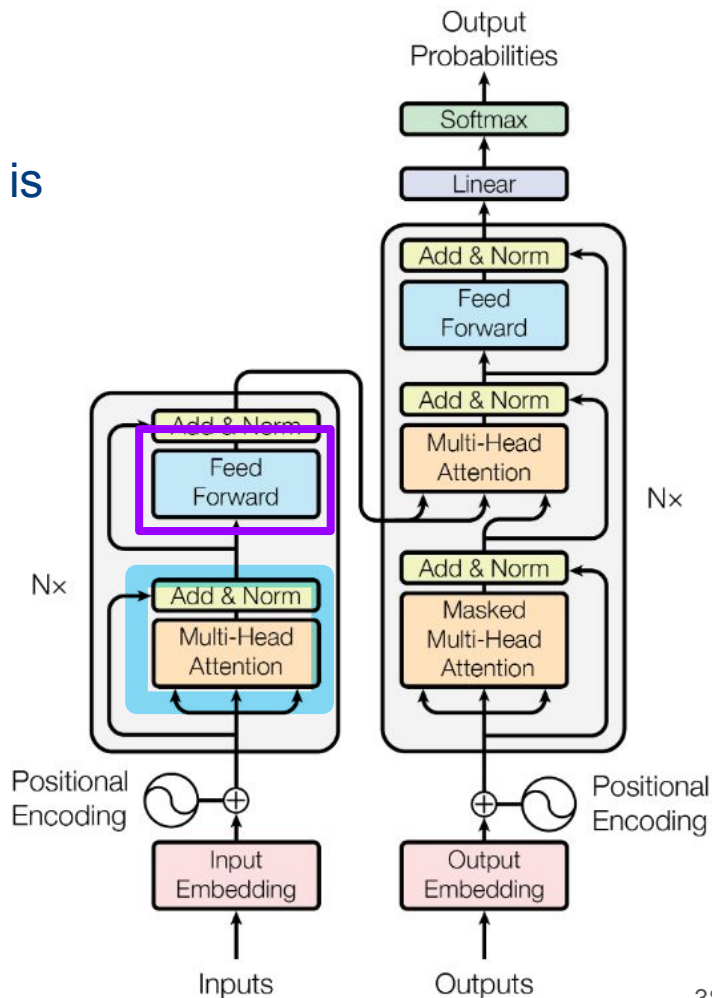 Output
Probabilities
Softmax
is
Linear
Add & Norm
Feed
Forward
Add & Norm
Multi-Head
Attention
Nx
Add & Norm
Masked
Multi-Head
Attention
Add & Norm
Feed
Forward
Nx
Add & Norm
Multi-Head
Attention
Positional
Encoding
Positional
Encoding
Input
Embedding
Output
Embedding
Inputs
Outputs